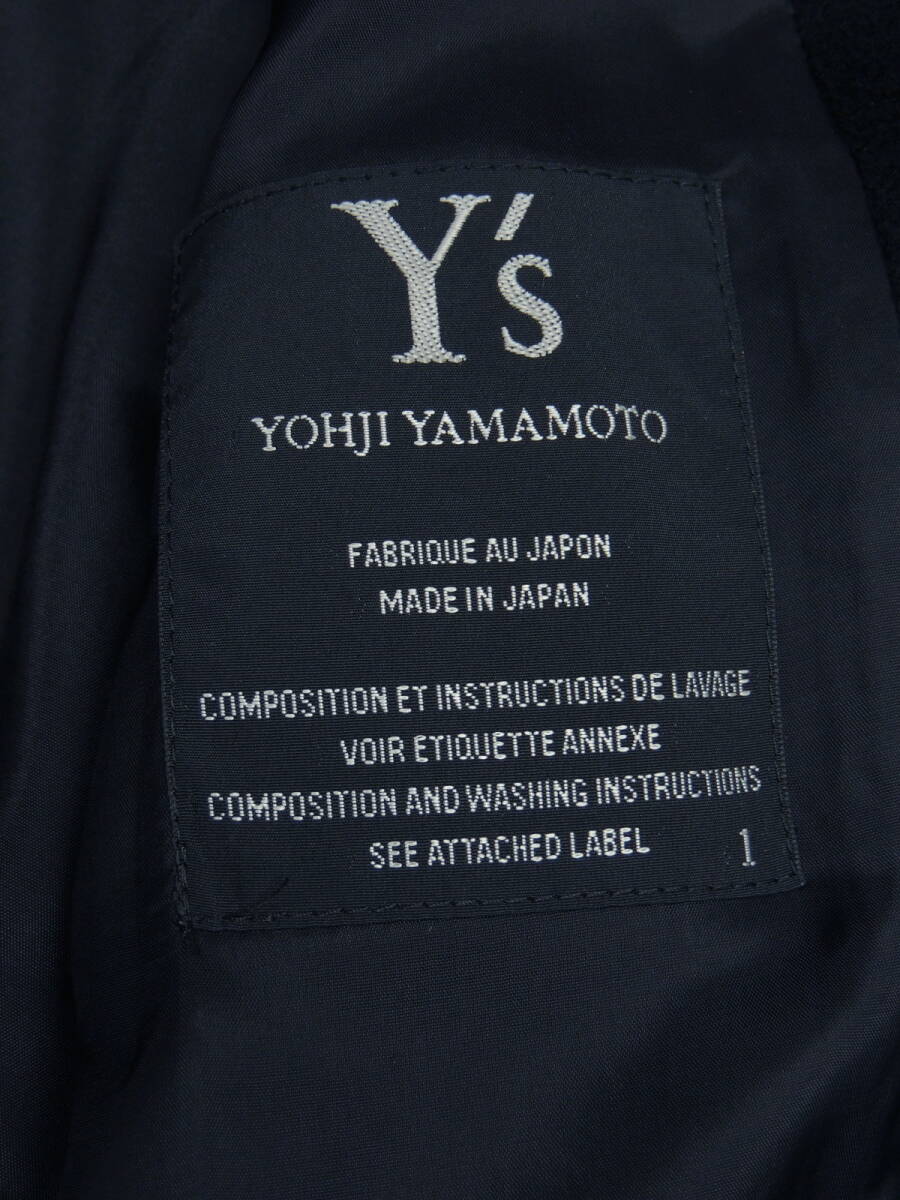 Y's
YOHJI YAMAMOTO
FABRIQUE AU JAPON
MADE IN JAPAN
COMPOSITION ET INSTRUCTIONS DE LAVAGE
VOIR ETIQUETTE ANNEXE
COMPOSITION AND WASHING INSTRUCTIONS
SEE ATTACHED LABEL 1